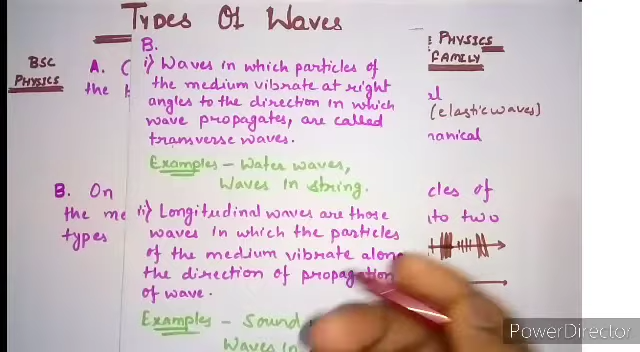 Types Of Waves
BSC
PHYSICS
: PHYSICS
FAMILY
A.
the
(elastic waves)
B. On
the me
types
cles of
to two
B.
i) Waves in which particles of
the medium vibrate at right
angles to the direction in which
wave propagates, are called
transverse waves.
Examples - Water waves,
Waves in string.
ii) Longitudinal waves are those
waves in which the particles
of the medium vibrate along
the direction of propagation
of wave.
Examples - Sound
Waves in
PowerDirector